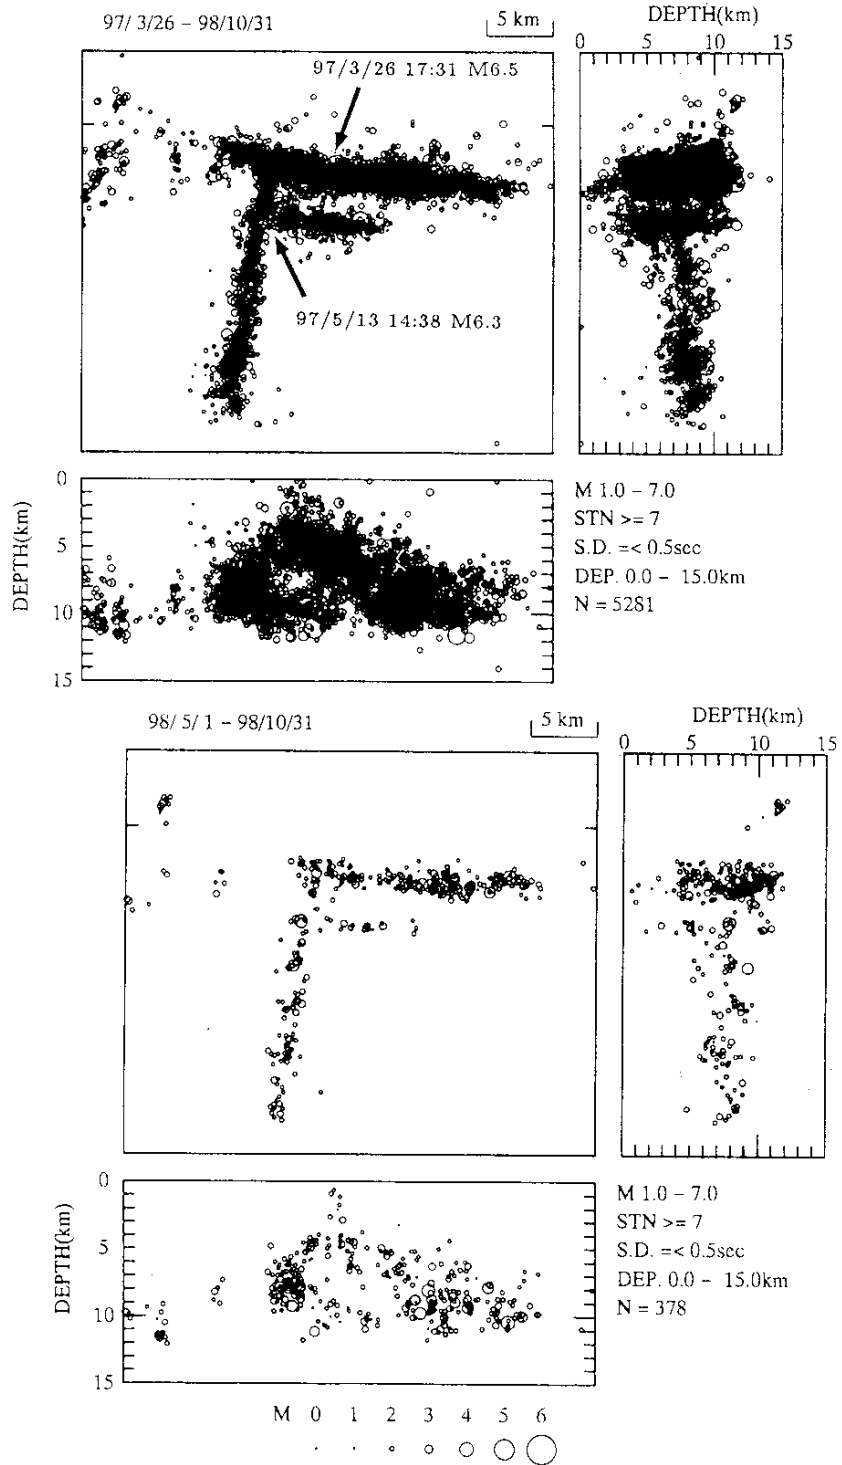 97/ 3/26 – 98/10/31
5 km
DEPTH(km)
0 5 10 15
97/3/26 17:31 M6.5
97/5/13 14:38 M6.3
DEPTH(km)
0
5
10
15
M 1.0 – 7.0
STN >= 7
S.D. =< 0.5sec
DEP. 0.0 – 15.0km
N = 5281
98/ 5/ 1 – 98/10/31
5 km
DEPTH(km)
0 5 10 15
DEPTH(km)
0
5
10
15
M 1.0 – 7.0
STN >= 7
S.D. =< 0.5sec
DEP. 0.0 – 15.0km
N = 378
M 0 1 2 3 4 5 6